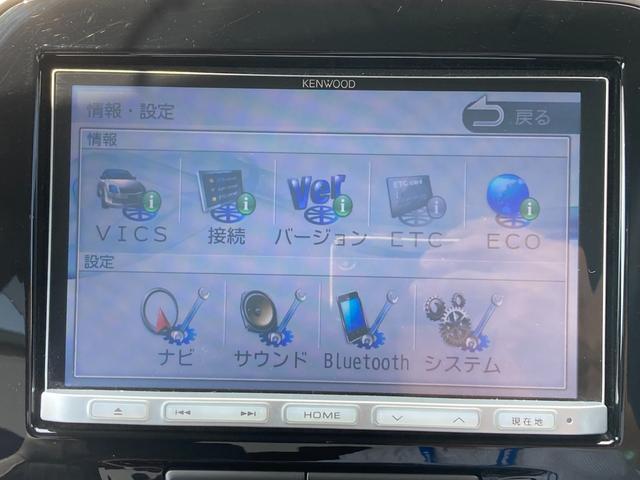 KENWOOD
情報・設定
戻る
情報
Ver
VICS 接続 バージョン ETC ECO
設定
ナビ サウンド Bluetooth システム
HOME 現在地